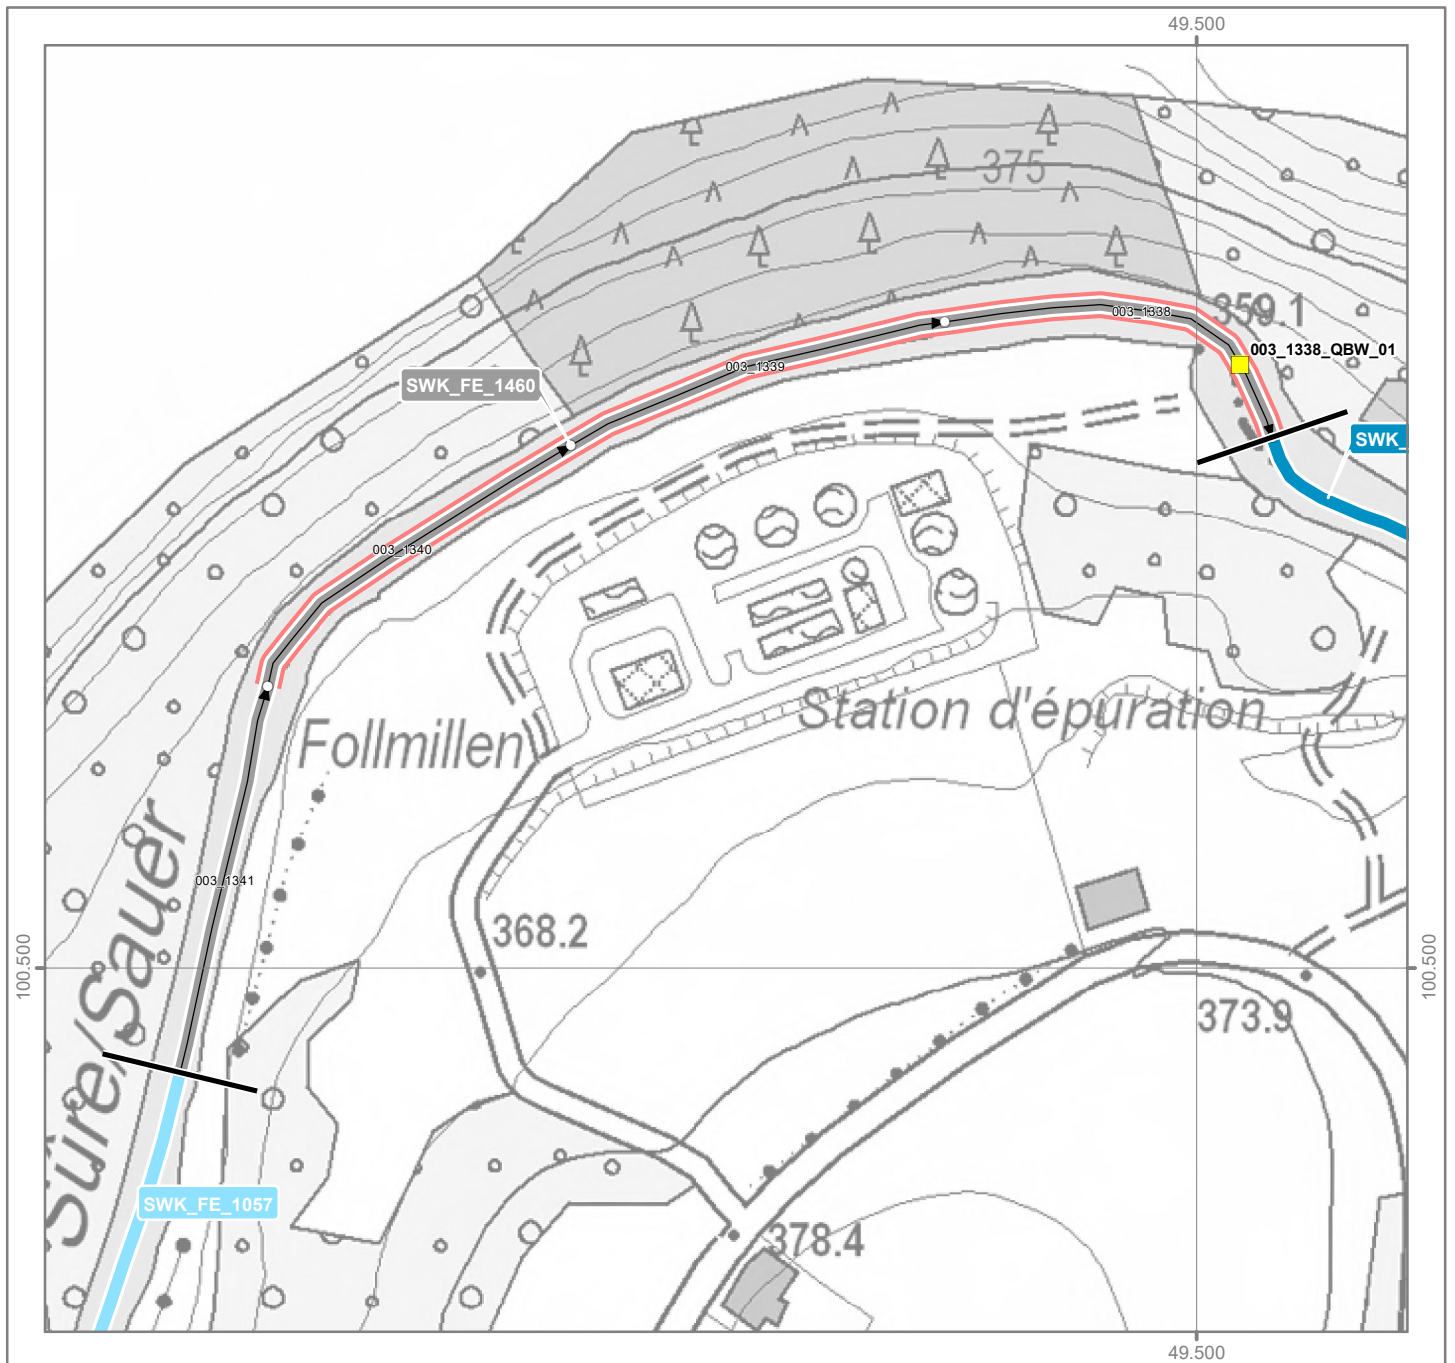 49.500
375
359.1
003_1338
003_1338_QBW_01
003_1339
SWK_FE_1460
SWK_
003_1340
Station d'épuration
Follmillen
003_1341
Sûre/Sauer
368.2
100.500
100.500
373.9
SWK_FE_1057
378.4
49.500